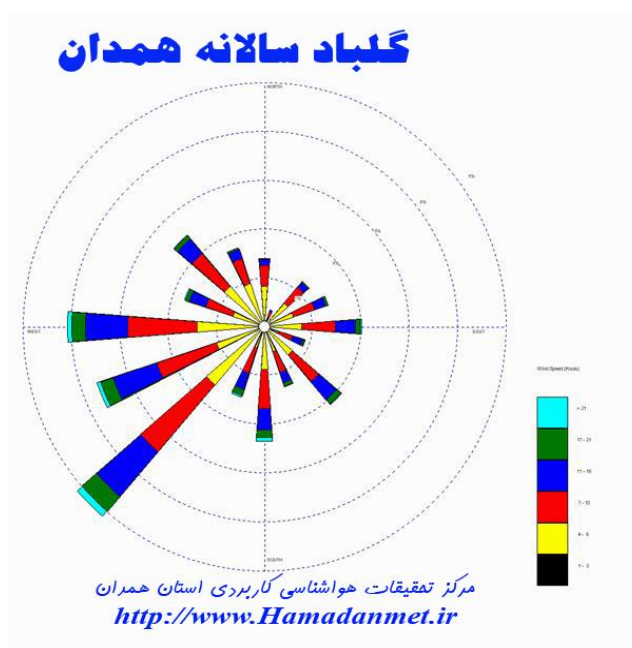 گلباد سالانه همدان
NORTH
WEST
EAST
Wind Speed (Knots)
> 21
17 - 21
11 - 16
7 - 10
4 - 6
1 - 3
SOUTH
مرکز تحقیقات هواشناسی کاربردی استان همدان
http://www.Hamadanmet.ir